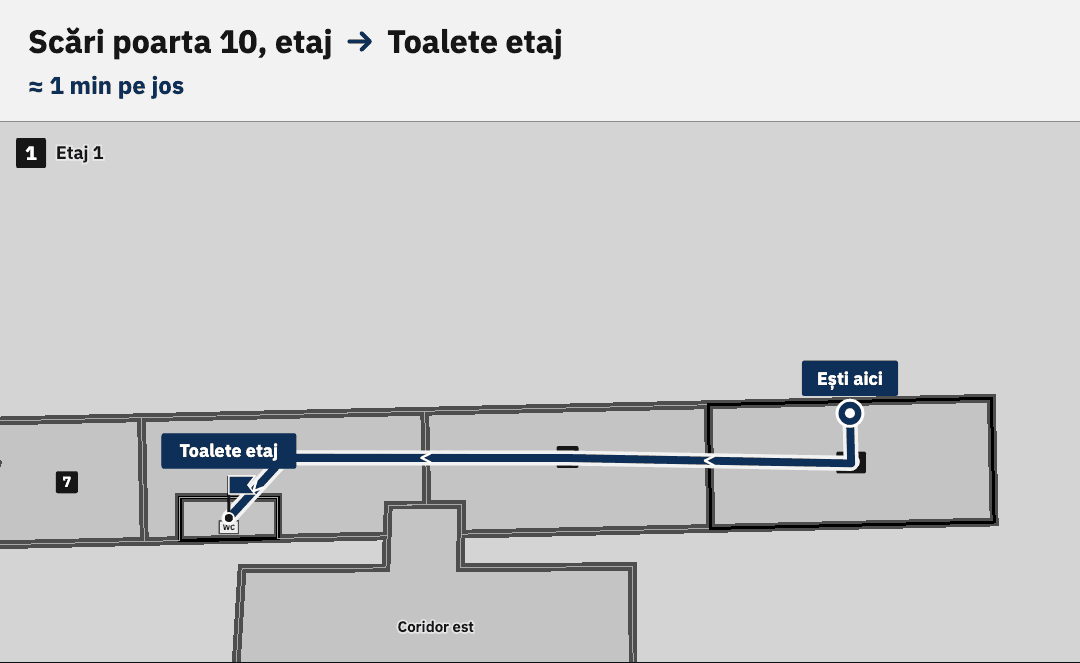 Scări poarta 10, etaj → Toalete etaj
≈ 1 min pe jos
1 Etaj 1
Ești aici
Toalete etaj
7
WC
Coridor est